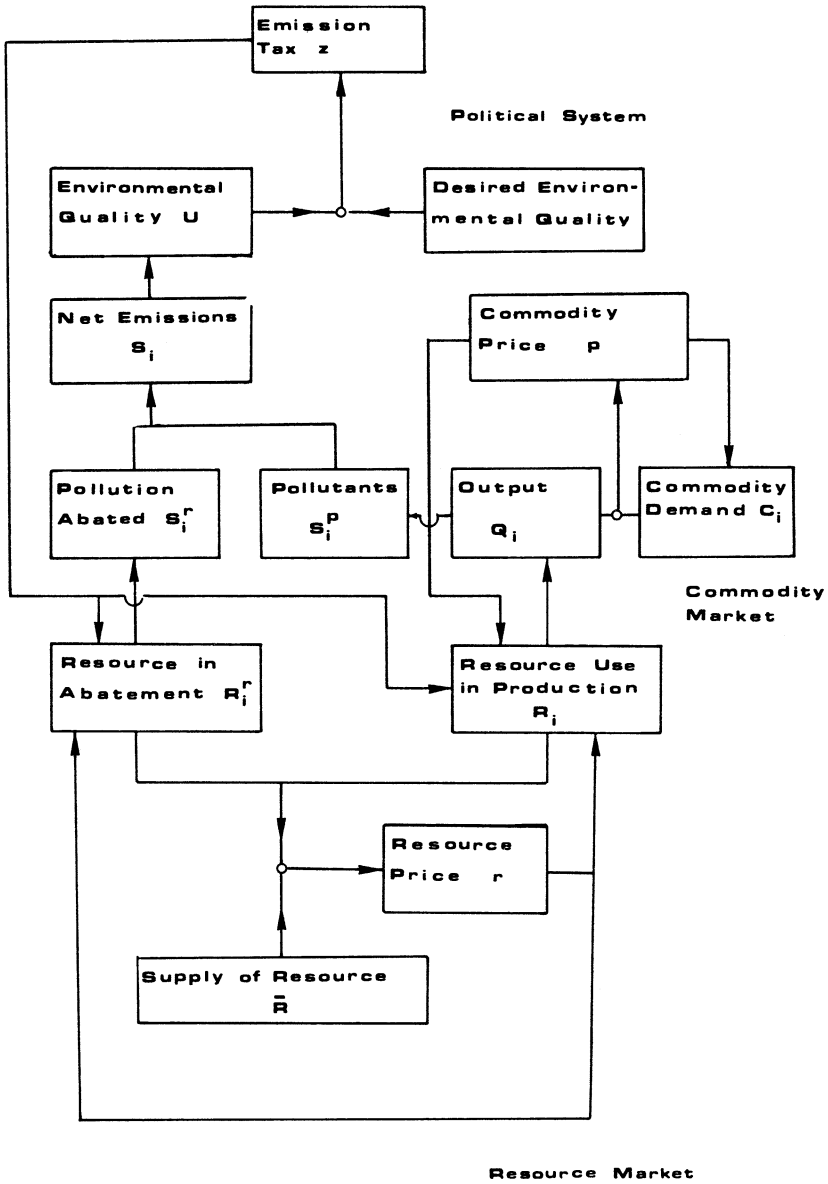 Emission
Tax z
Political System
Environmental
Quality U
Desired Environ-
mental Quality
Net Emissions
S_i
Commodity
Price p
Pollution
Abated S_i^r
Pollutants
S_i^p
Output
Q_i
Commodity
Demand C_i
Commodity
Market
Resource in
Abatement R_i^r
Resource Use
in Production
R_i
Resource
Price r
Supply of Resource
R̄
Resource Market